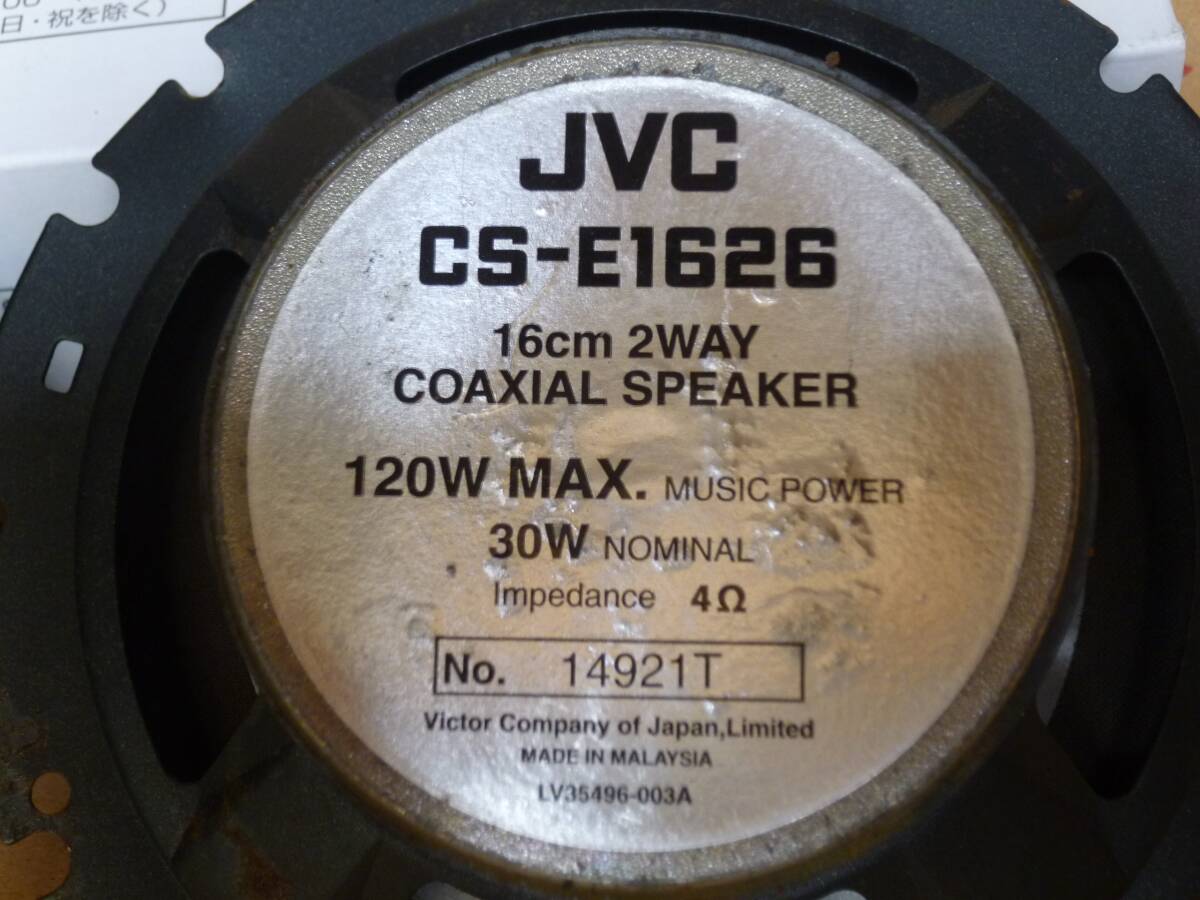 日・祝を除く)
JVC
CS-E1626
16cm 2WAY
COAXIAL SPEAKER
120W MAX. MUSIC POWER
30W NOMINAL
Impedance 4Ω
No. 14921T
Victor Company of Japan,Limited
MADE IN MALAYSIA
LV35496-003A